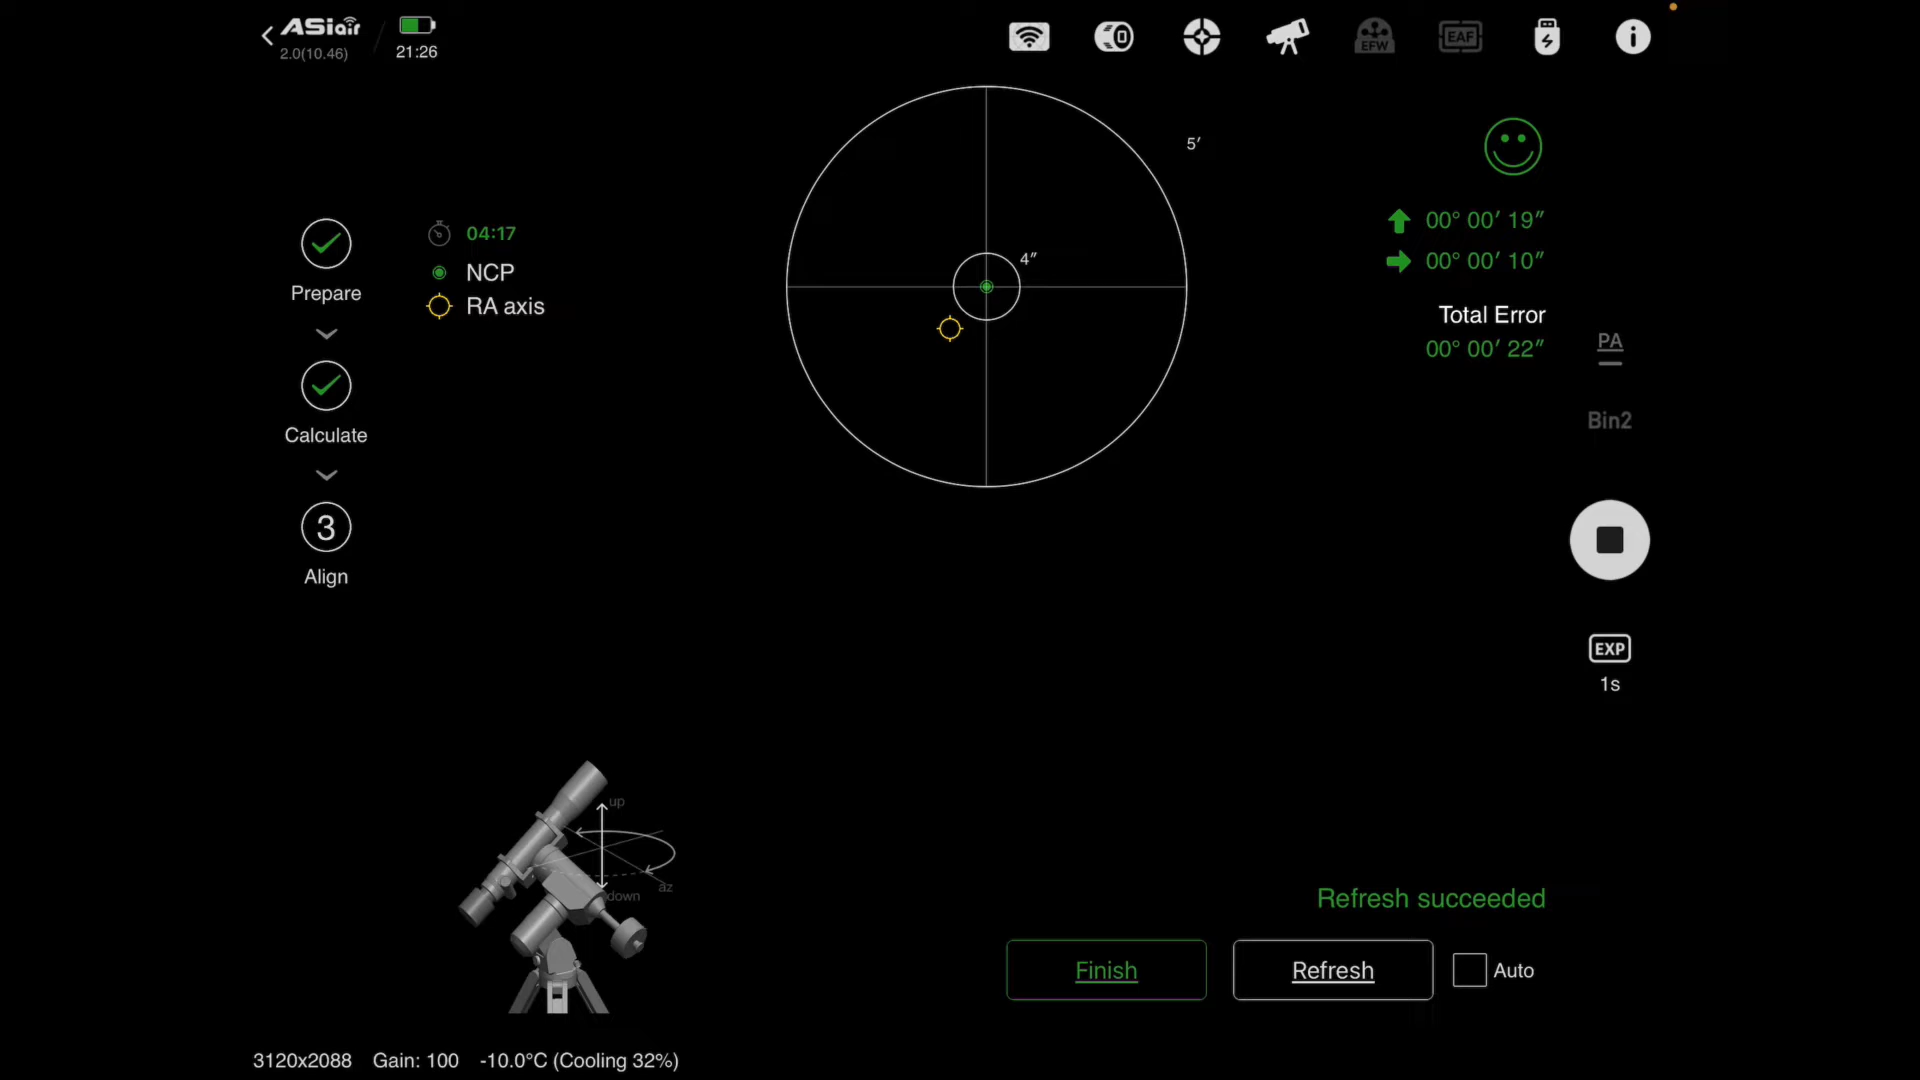 ASiair
2.0(10.46)
21:26
EFW
EAF
5′
04:17
NCP
RA axis
4″
00° 00′ 19″
00° 00′ 10″
Total Error
00° 00′ 22″
Prepare
Calculate
3
Align
PA
Bin2
EXP
1s
up
az
down
Refresh succeeded
Finish
Refresh
Auto
3120x2088 Gain: 100 -10.0°C (Cooling 32%)